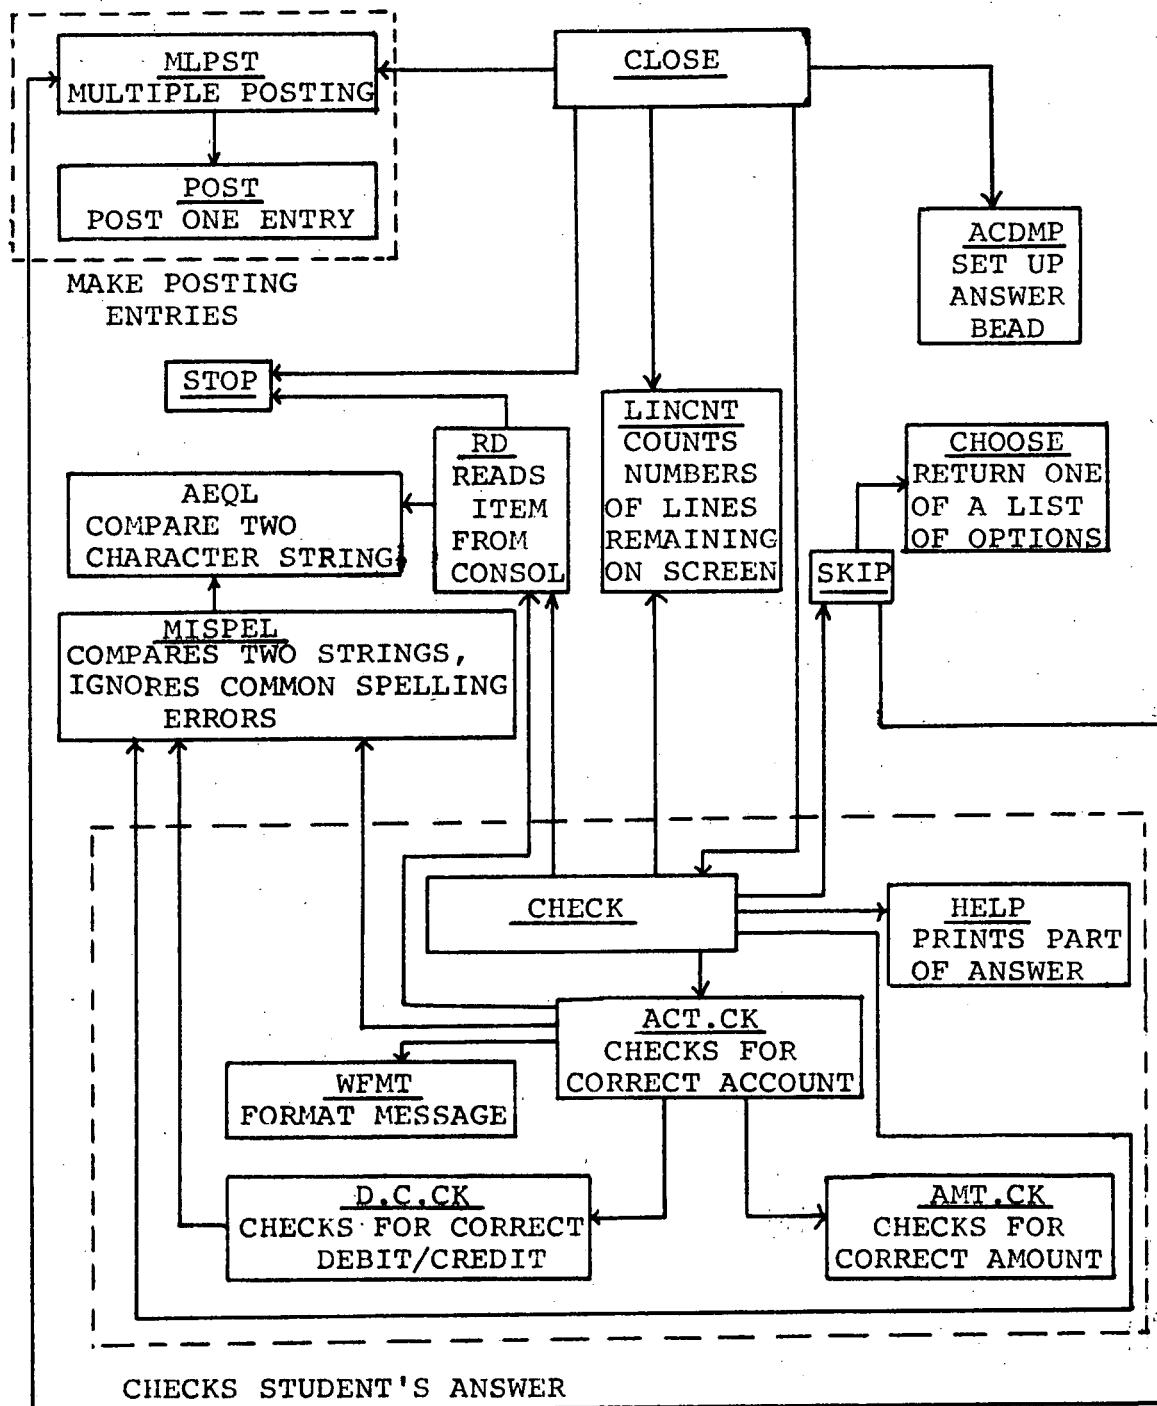 MLPST
MULTIPLE POSTING
CLOSE
POST
POST ONE ENTRY
MAKE POSTING
ENTRIES
ACDMP
SET UP
ANSWER
BEAD
STOP
RD
READS
ITEM
FROM
CONSOL
LINCNT
COUNTS
NUMBERS
OF LINES
REMAINING
ON SCREEN
CHOOSE
RETURN ONE
OF A LIST
OF OPTIONS
AEQL
COMPARE TWO
CHARACTER STRING
SKIP
MISPEL
COMPARES TWO STRINGS,
IGNORES COMMON SPELLING
ERRORS
CHECK
HELP
PRINTS PART
OF ANSWER
ACT.CK
CHECKS FOR
CORRECT ACCOUNT
WFMT
FORMAT MESSAGE
D.C.CK
CHECKS FOR CORRECT
DEBIT/CREDIT
AMT.CK
CHECKS FOR
CORRECT AMOUNT
CHECKS STUDENT'S ANSWER